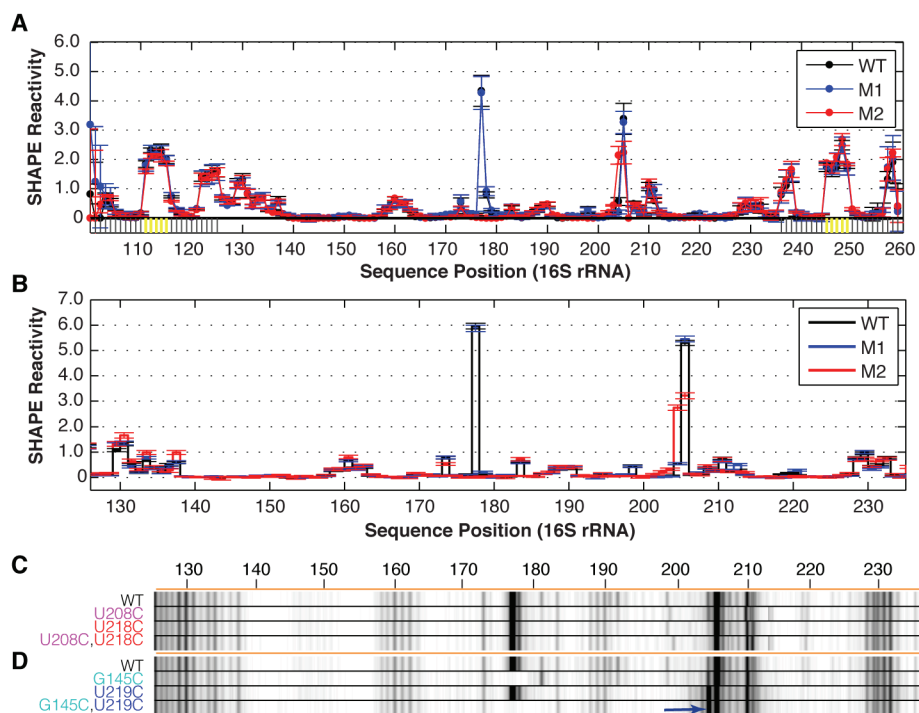 A
6.0
5.0
4.0
3.0
2.0
1.0
0
SHAPE Reactivity
WT
M1
M2
110 120 130 140 150 160 170 180 190 200 210 220 230 240 250 260
Sequence Position (16S rRNA)
B
7.0
6.0
5.0
4.0
3.0
2.0
1.0
0
SHAPE Reactivity
WT
M1
M2
130 140 150 160 170 180 190 200 210 220 230
Sequence Position (16S rRNA)
C
130 140 150 160 170 180 190 200 210 220 230
WT
U208C
U218C
U208C,U218C
D
WT
G145C
U219C
G145C,U219C